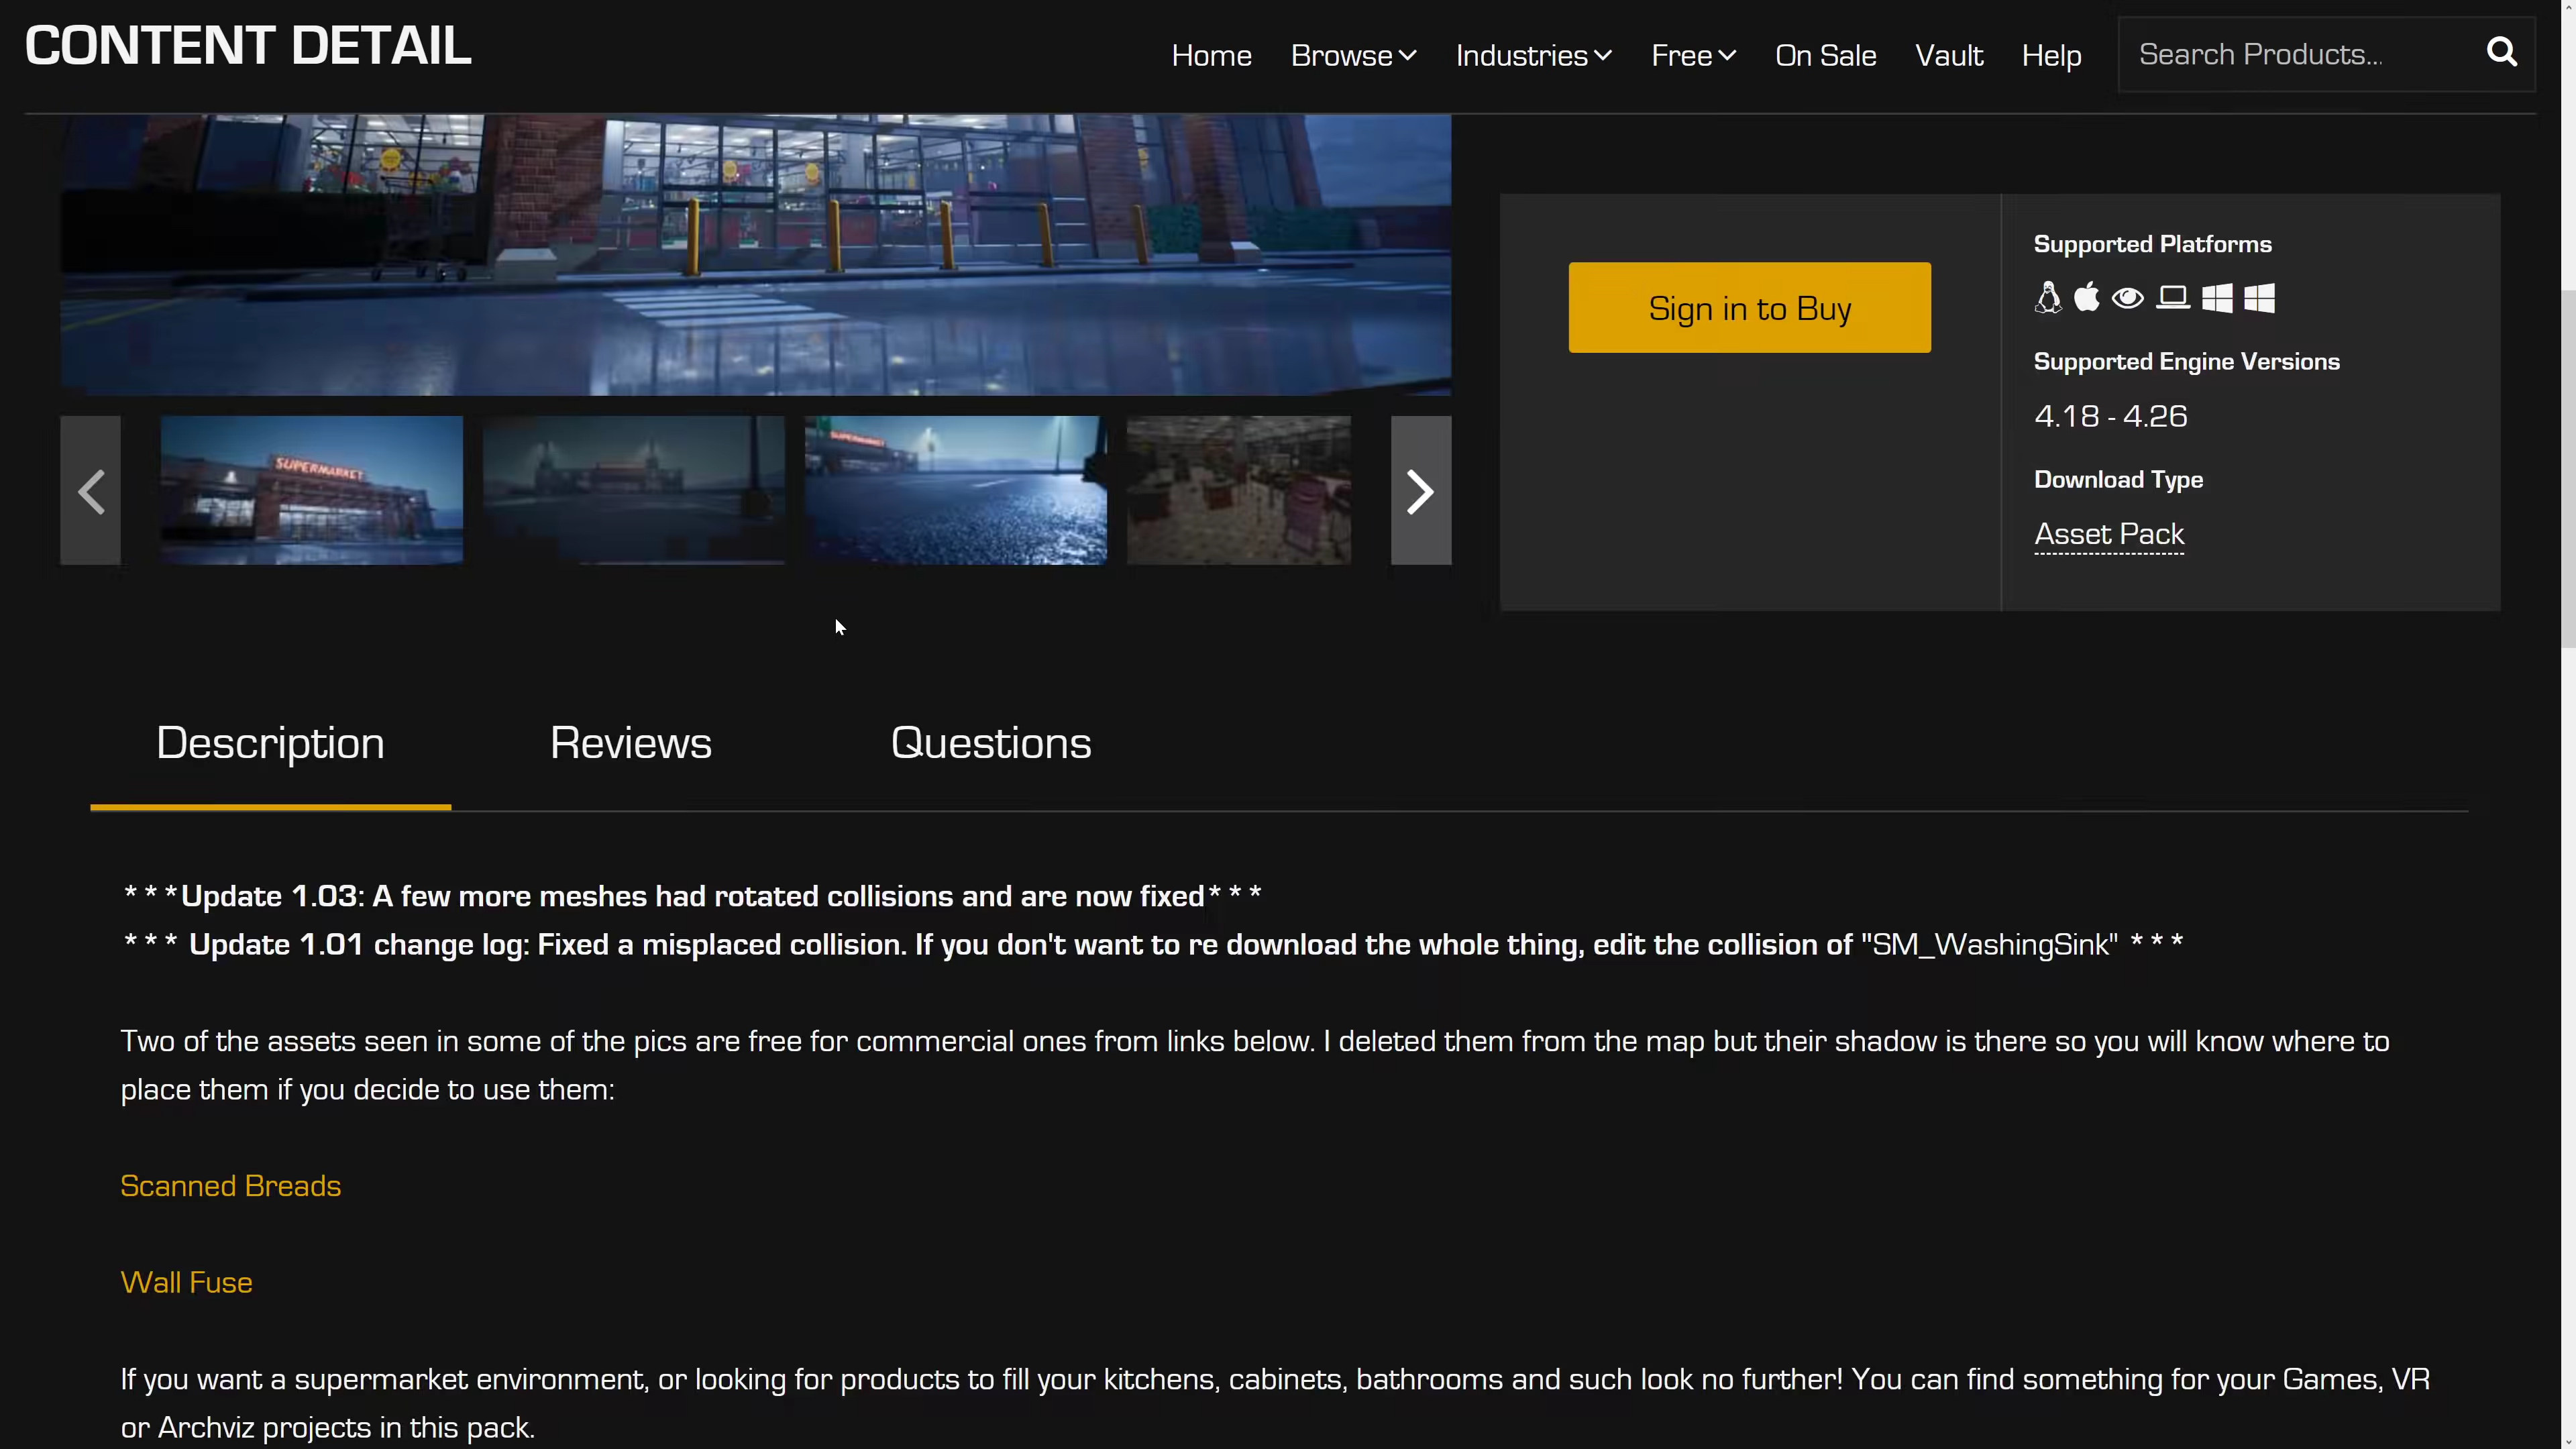 CONTENT DETAIL
Home Browse Industries Free On Sale Vault Help Search Products...
Sign in to Buy
Supported Platforms
Supported Engine Versions
4.18 - 4.26
Download Type
Asset Pack
SUPERMARKET
SUPERMARKET
Description Reviews Questions
***Update 1.03: A few more meshes had rotated collisions and are now fixed***
*** Update 1.01 change log: Fixed a misplaced collision. If you don't want to re download the whole thing, edit the collision of "SM_WashingSink" ***
Two of the assets seen in some of the pics are free for commercial ones from links below. I deleted them from the map but their shadow is there so you will know where to
place them if you decide to use them:
Scanned Breads
Wall Fuse
If you want a supermarket environment, or looking for products to fill your kitchens, cabinets, bathrooms and such look no further! You can find something for your Games, VR
or Archviz projects in this pack.